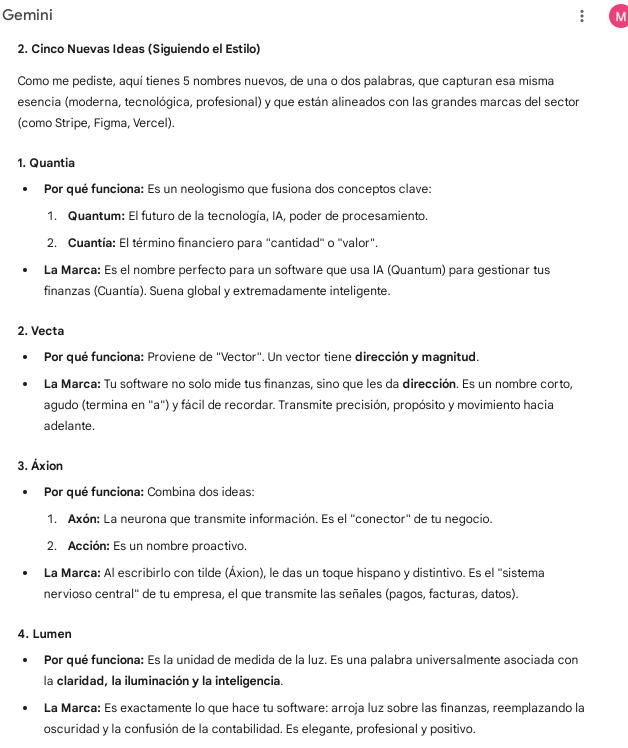 Gemini
M
2. Cinco Nuevas Ideas (Siguiendo el Estilo)
Como me pediste, aquí tienes 5 nombres nuevos, de una o dos palabras, que capturan esa misma
esencia (moderna, tecnológica, profesional) y que están alineados con las grandes marcas del sector
(como Stripe, Figma, Vercel).
1. Quantia
• Por qué funciona: Es un neologismo que fusiona dos conceptos clave:
1. Quantum: El futuro de la tecnología, IA, poder de procesamiento.
2. Cuantía: El término financiero para "cantidad" o "valor".
• La Marca: Es el nombre perfecto para un software que usa IA (Quantum) para gestionar tus
finanzas (Cuantía). Suena global y extremadamente inteligente.
2. Vecta
• Por qué funciona: Proviene de "Vector". Un vector tiene dirección y magnitud.
• La Marca: Tu software no solo mide tus finanzas, sino que les da dirección. Es un nombre corto,
agudo (termina en "a") y fácil de recordar. Transmite precisión, propósito y movimiento hacia
adelante.
3. Áxion
• Por qué funciona: Combina dos ideas:
1. Axón: La neurona que transmite información. Es el "conector" de tu negocio.
2. Acción: Es un nombre proactivo.
• La Marca: Al escribirlo con tilde (Áxion), le das un toque hispano y distintivo. Es el "sistema
nervioso central" de tu empresa, el que transmite las señales (pagos, facturas, datos).
4. Lumen
• Por qué funciona: Es la unidad de medida de la luz. Es una palabra universalmente asociada con
la claridad, la iluminación y la inteligencia.
• La Marca: Es exactamente lo que hace tu software: arroja luz sobre las finanzas, reemplazando la
oscuridad y la confusión de la contabilidad. Es elegante, profesional y positivo.